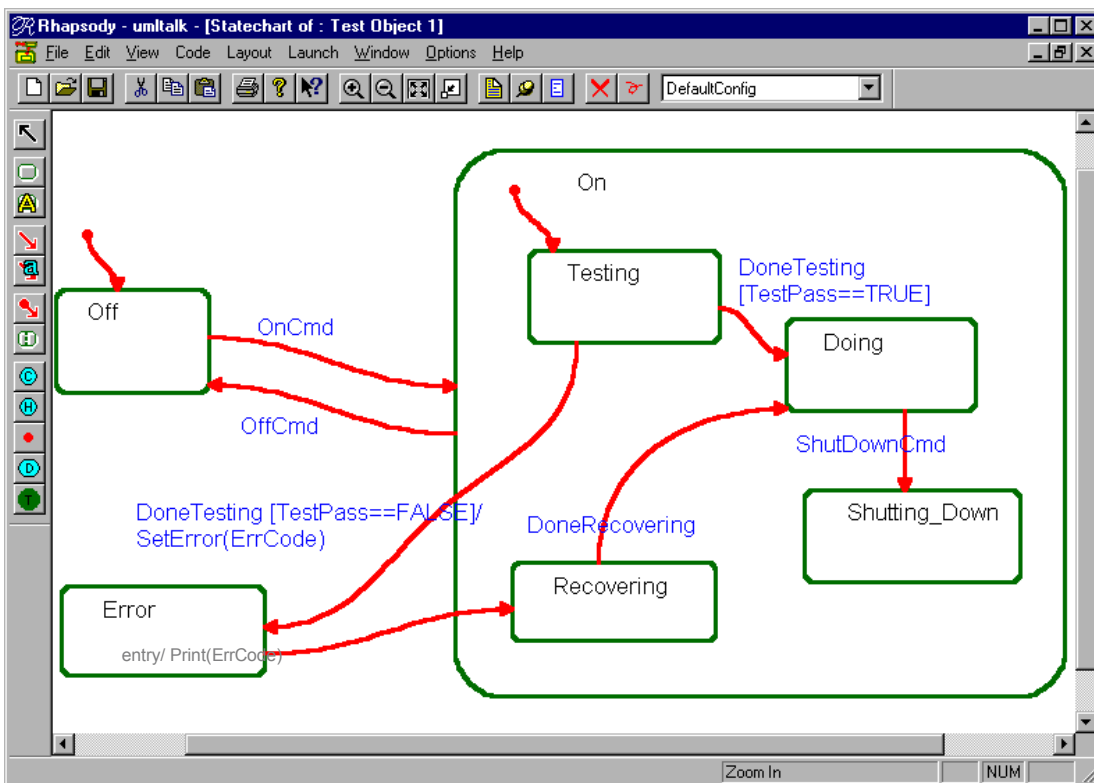 Rhapsody - umltalk - [Statechart of : Test Object 1]
File Edit View Code Layout Launch Window Options Help
DefaultConfig
On
Testing
DoneTesting
[TestPass==TRUE]
Off
OnCmd
Doing
OffCmd
ShutDownCmd
DoneTesting [TestPass==FALSE]/
SetError(ErrCode)
DoneRecovering
Shutting_Down
Recovering
Error
entry/ Print(ErrCode)
Zoom In NUM